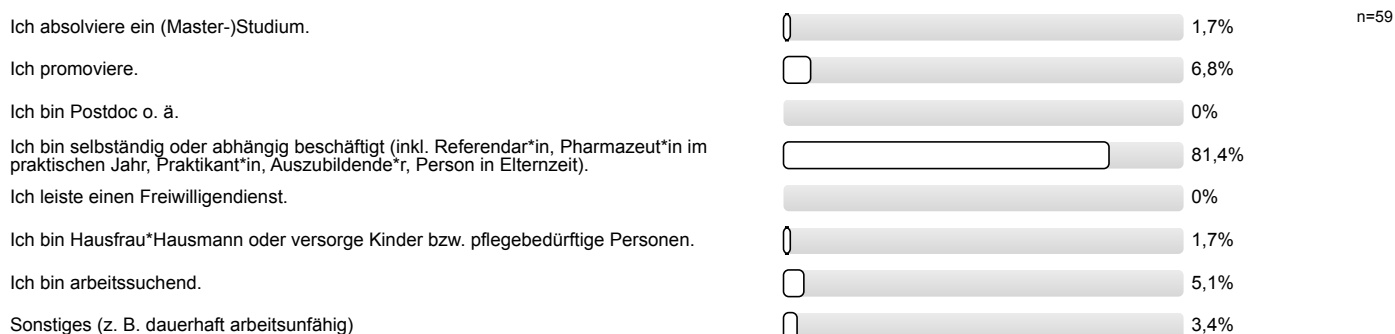 Ich absolviere ein (Master-)Studium. 1,7% n=59
Ich promoviere. 6,8%
Ich bin Postdoc o. ä. 0%
Ich bin selbständig oder abhängig beschäftigt (inkl. Referendar*in, Pharmazeut*in im
praktischen Jahr, Praktikant*in, Auszubildende*r, Person in Elternzeit). 81,4%
Ich leiste einen Freiwilligendienst. 0%
Ich bin Hausfrau*Hausmann oder versorge Kinder bzw. pflegebedürftige Personen. 1,7%
Ich bin arbeitssuchend. 5,1%
Sonstiges (z. B. dauerhaft arbeitsunfähig) 3,4%